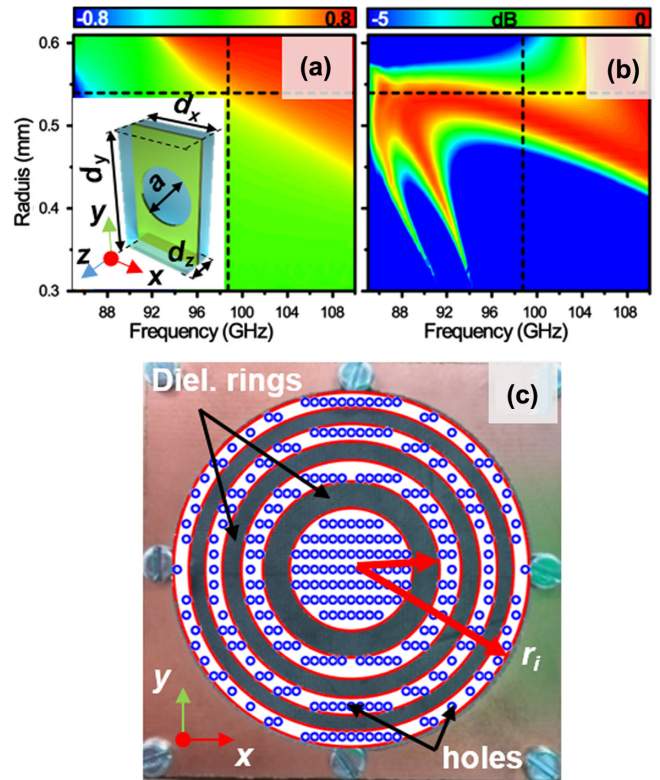 -0.8 0.8 -5 dB 0
(a) (b)
0.6
0.5
0.4
0.3
Raduis (mm)
dx
dy
a
dz
y
z
x
88 92 96 100 104 108 88 92 96 100 104 108
Frequency (GHz) Frequency (GHz)
Diel. rings
(c)
ri
y
x
holes